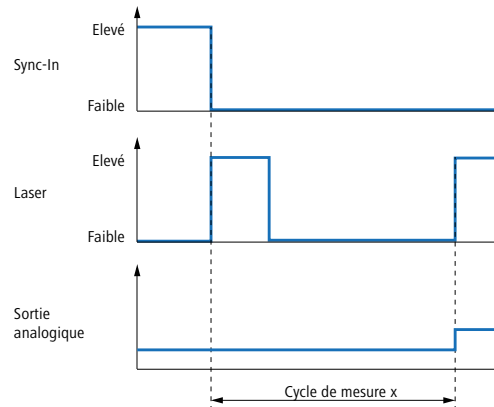 Elevé
Sync-In
Faible
Elevé
Laser
Faible
Sortie
analogique
Cycle de mesure x